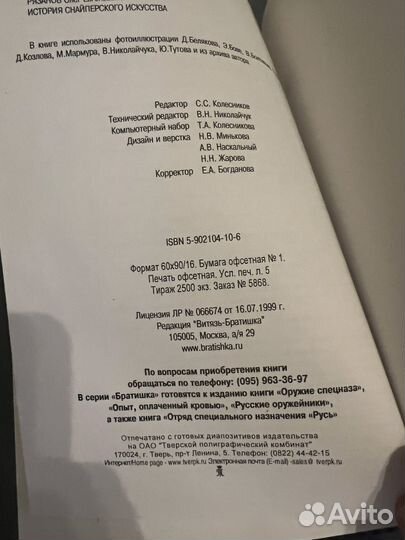 ИСТОРИЯ СНАЙПЕРСКОГО ИСКУССТВА
В книге использованы фотоиллюстрации Д.Белякова, Э.Бояе, В.
Д.Козлова, М.Мармура, В.Николайчука, Ю.Тутова и из архива автора
Редактор С.С. Колесников
Технический редактор В.Н. Николайчук
Компьютерный набор Т.А. Колесникова
Дизайн и верстка Н.В. Минькова
А.В. Наскальный
Н.Н. Жарова
Корректор Е.А. Богданова
ISBN 5-902104-10-6
Формат 60х90/16. Бумага офсетная № 1.
Печать офсетная. Усл. печ. л. 5
Тираж 2500 экз. Заказ № 5868.
Лицензия ЛР № 066674 от 16.07.1999 г.
Редакция "Витязь-Братишка"
105005, Москва, а/я 29
www.bratishka.ru
По вопросам приобретения книги
обращаться по телефону: (095) 963-36-97
В серии «Братишка» готовятся к изданию книги «Оружие спецназа»,
«Опыт, оплаченный кровью», «Русские оружейники»,
а также книга «Отряд специального назначения «Русь»
Отпечатано с готовых диапозитивов издательства
на ОАО "Тверской полиграфический комбинат"
170024, г. Тверь, пр-т Ленина, 5. Телефон: (0822) 44-42-15
Интернет/Home page - www.tverpk.ru Электронная почта (E-mail) -sales@tverpk.ru
Avito